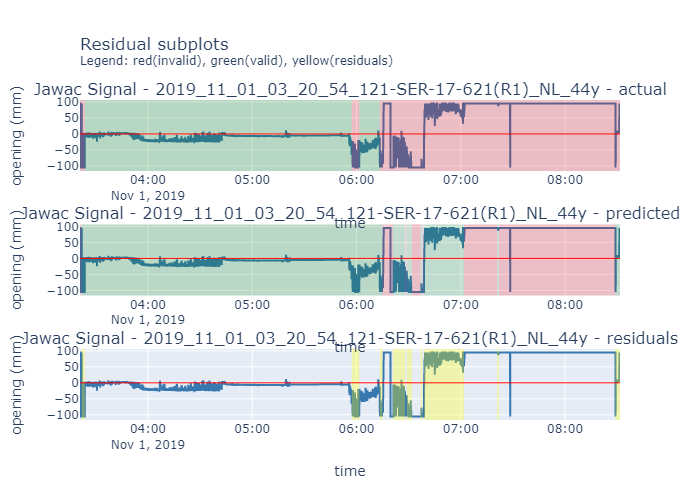 Residual subplots
Legend: red(invalid), green(valid), yellow(residuals)
Jawac Signal - 2019_11_01_03_20_54_121-SER-17-621(R1)_NL_44y - actual
opening (mm)
100
50
0
−50
−100
04:00
05:00
06:00
07:00
08:00
Nov 1, 2019
time
Jawac Signal - 2019_11_01_03_20_54_121-SER-17-621(R1)_NL_44y - predicted
opening (mm)
100
50
0
−50
−100
04:00
05:00
06:00
07:00
08:00
Nov 1, 2019
time
Jawac Signal - 2019_11_01_03_20_54_121-SER-17-621(R1)_NL_44y - residuals
opening (mm)
100
50
0
−50
−100
04:00
05:00
06:00
07:00
08:00
Nov 1, 2019
time